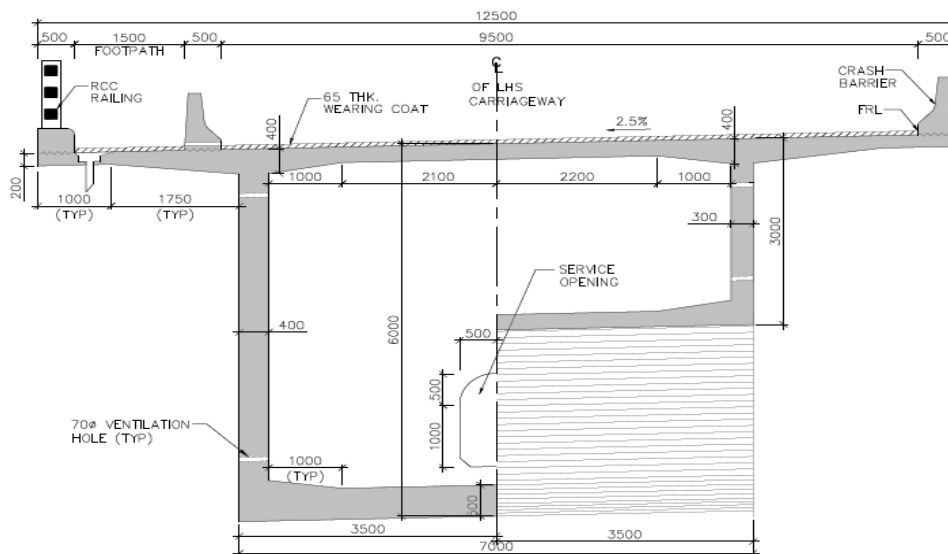 12500
500
1500
500
9500
500
FOOTPATH
RCC
RAILING
65 THK.
WEARING COAT
℄
OF LHS
CARRIAGEWAY
CRASH
BARRIER
FRL
2.5%
400
400
200
1000
2100
2200
1000
1000
(TYP)
1750
(TYP)
300
3000
SERVICE
OPENING
400
6000
500
500
1000
70ø VENTILATION
HOLE (TYP)
1000
(TYP)
3500
3500
7000